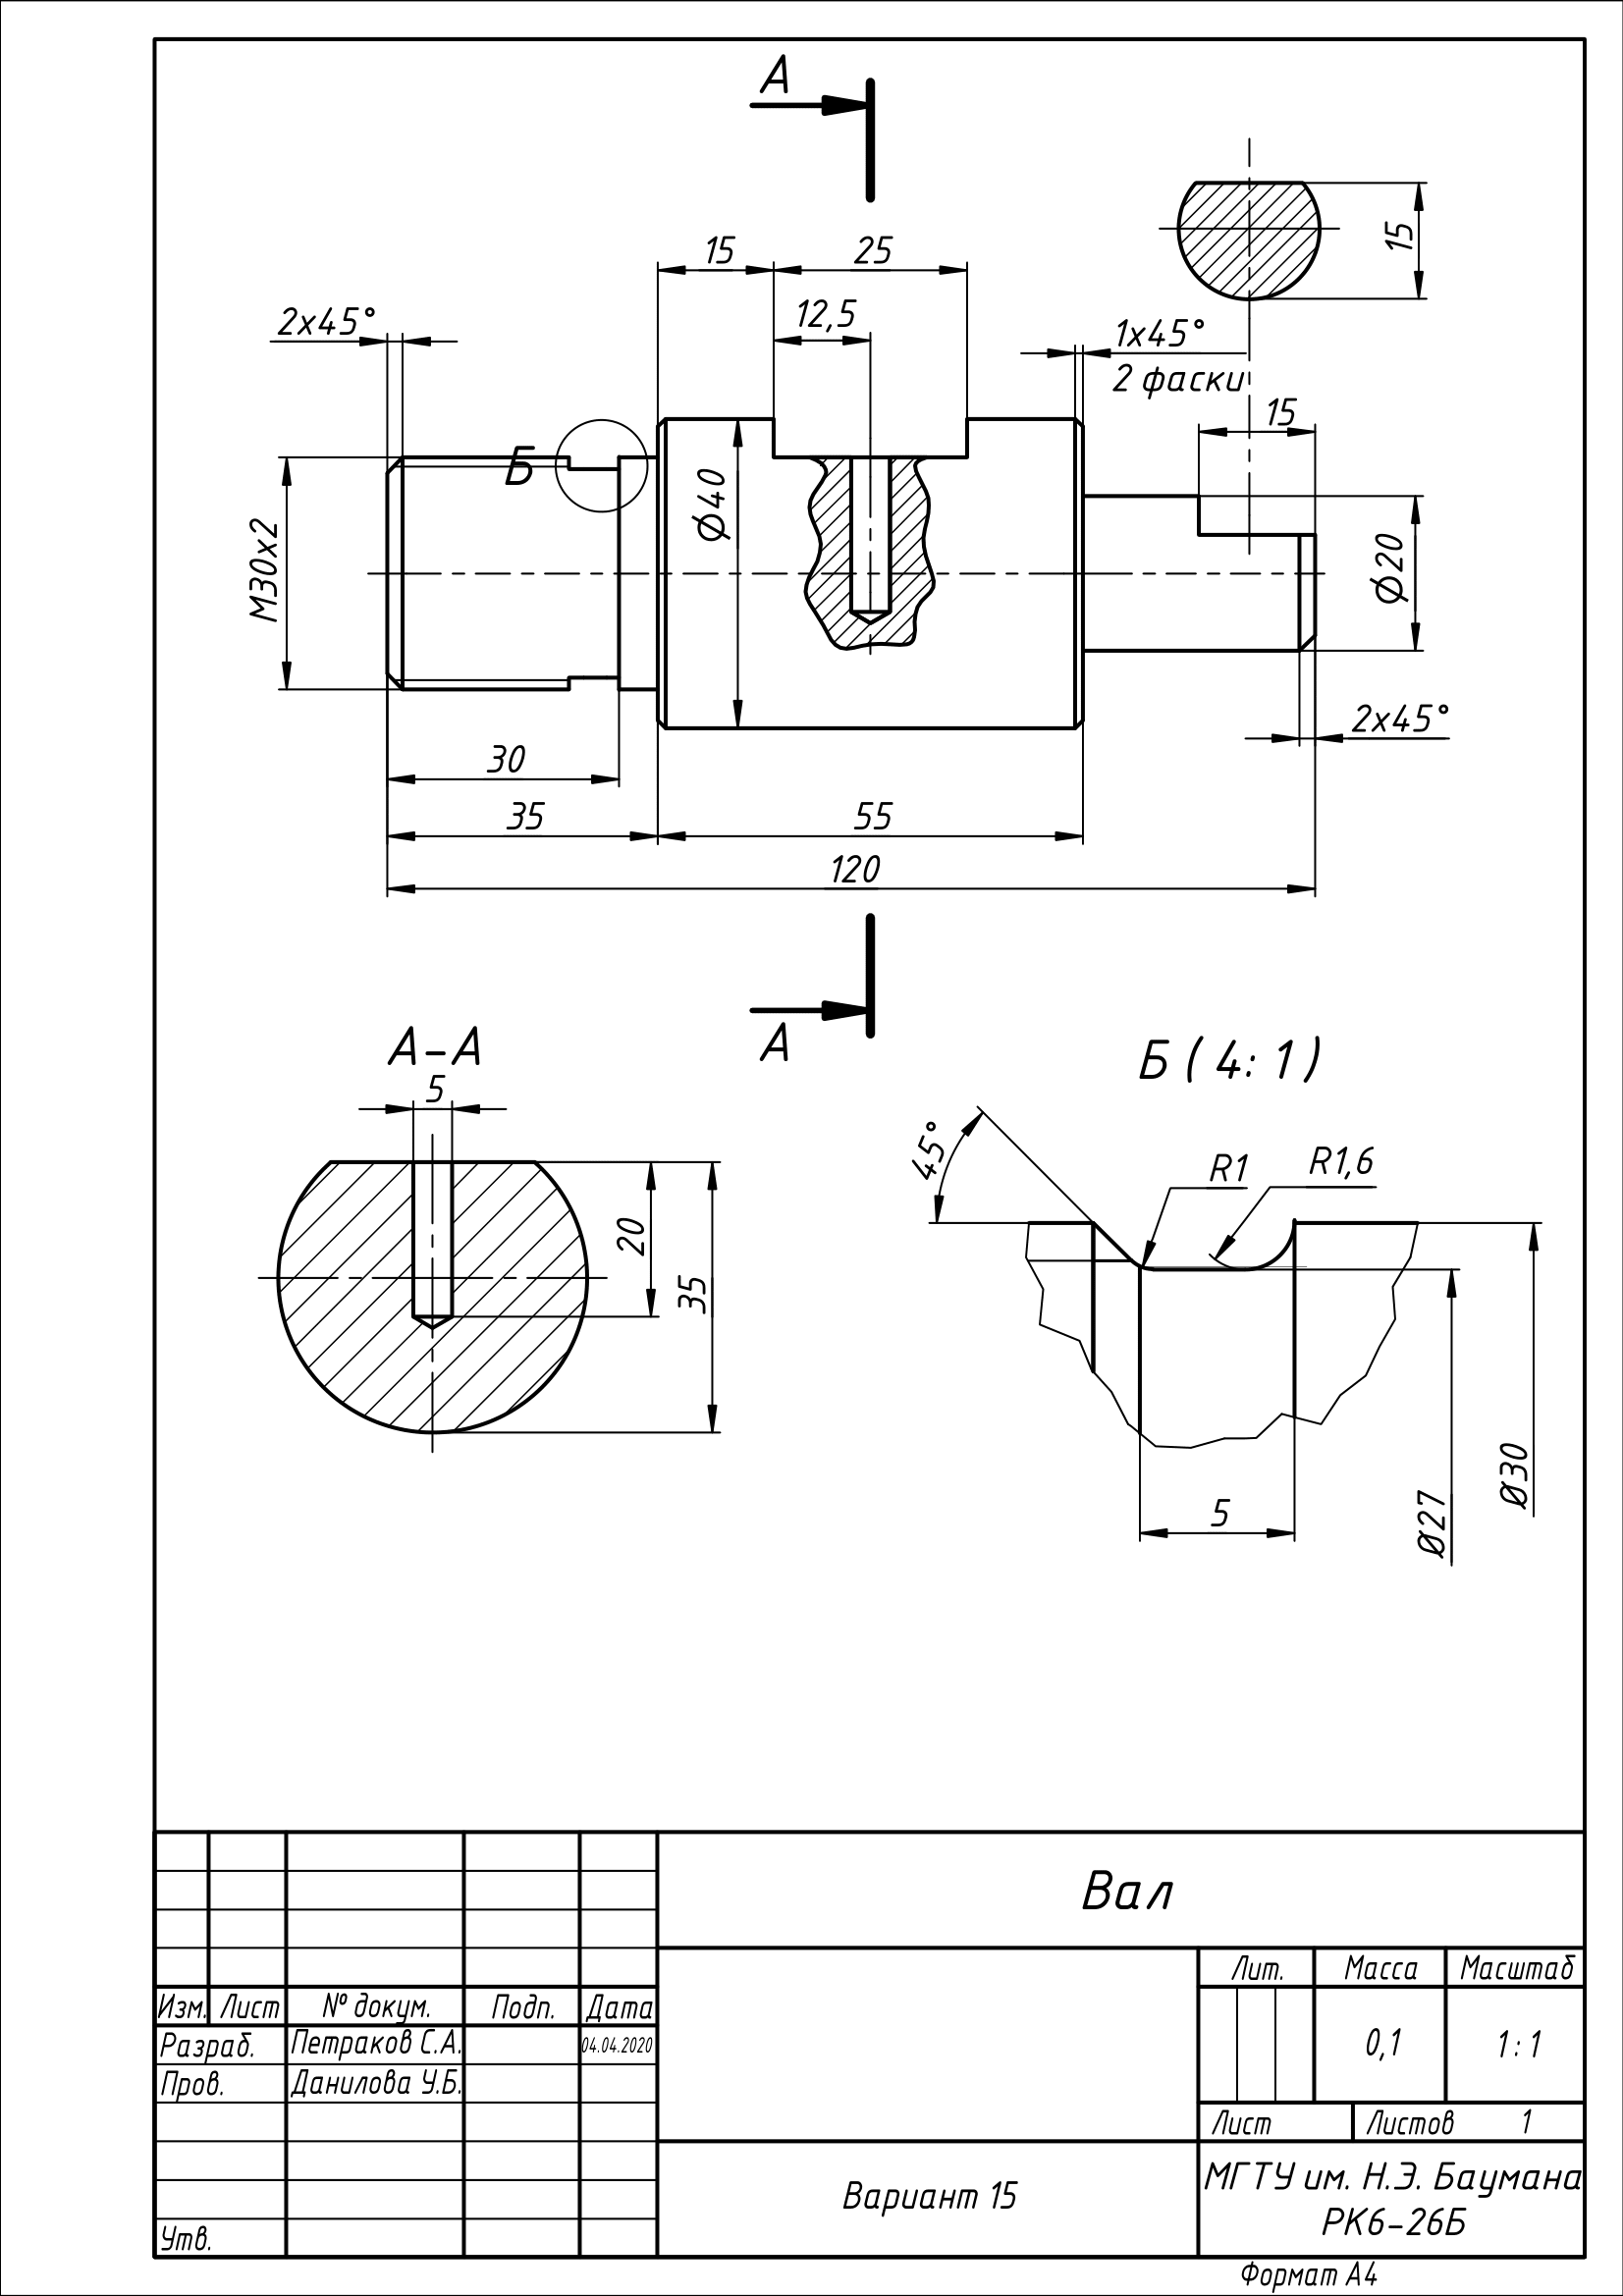 А
15
25
15
12,5
2x45°
1x45°
2 фаски
15
Б
Ø40
М30x2
Ø20
2x45°
30
35
55
120
А
А-А
Б ( 4: 1 )
5
45°
R1
R1,6
20
35
Ø30
5
Ø27
Вал
Лит. Масса Масштаб
Изм. Лист № докум. Подп. Дата
Разраб. Петраков С.А. 04.04.2020
0,1 1:1
Пров. Данилова У.Б.
Лист Листов 1
Вариант 15
МГТУ им. Н.Э. Баумана
РК6-26Б
Утв.
Формат А4